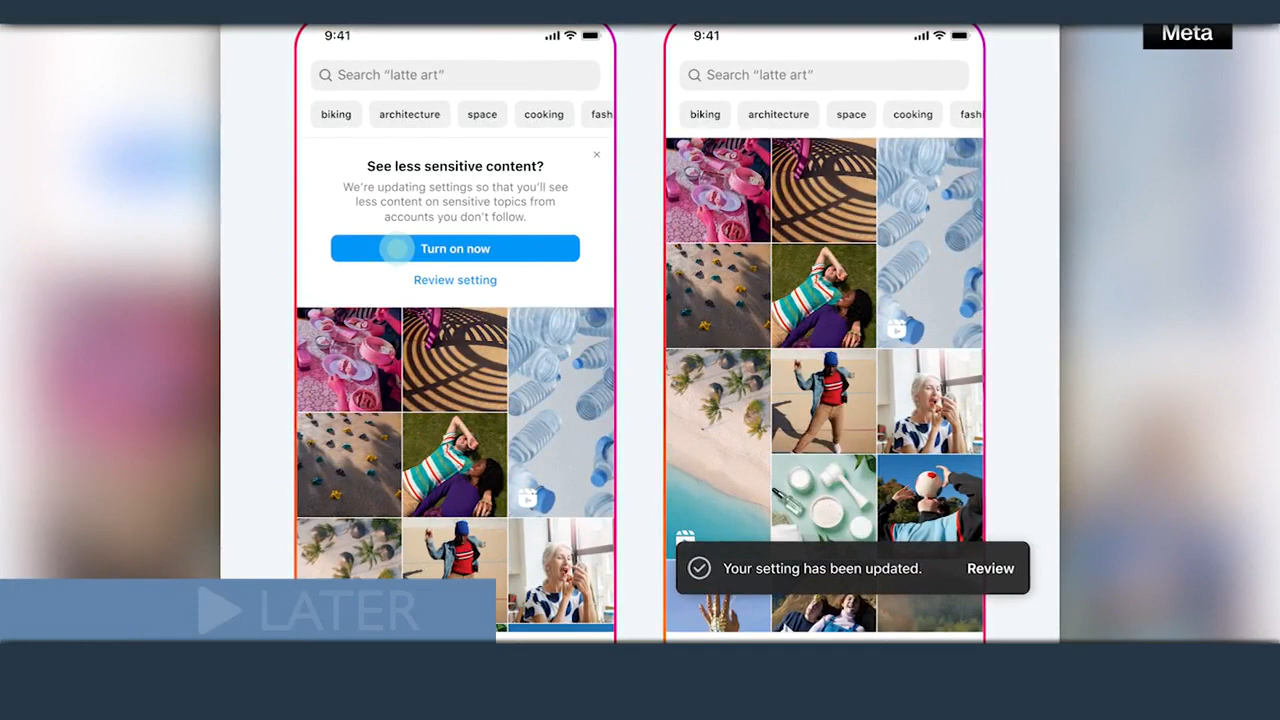 Meta
9:41
Search “latte art”
biking architecture space cooking fash
See less sensitive content?
We're updating settings so that you'll see
less content on sensitive topics from
accounts you don't follow.
Turn on now
Review setting
9:41
Search “latte art”
biking architecture space cooking fash
Your setting has been updated. Review
LATER